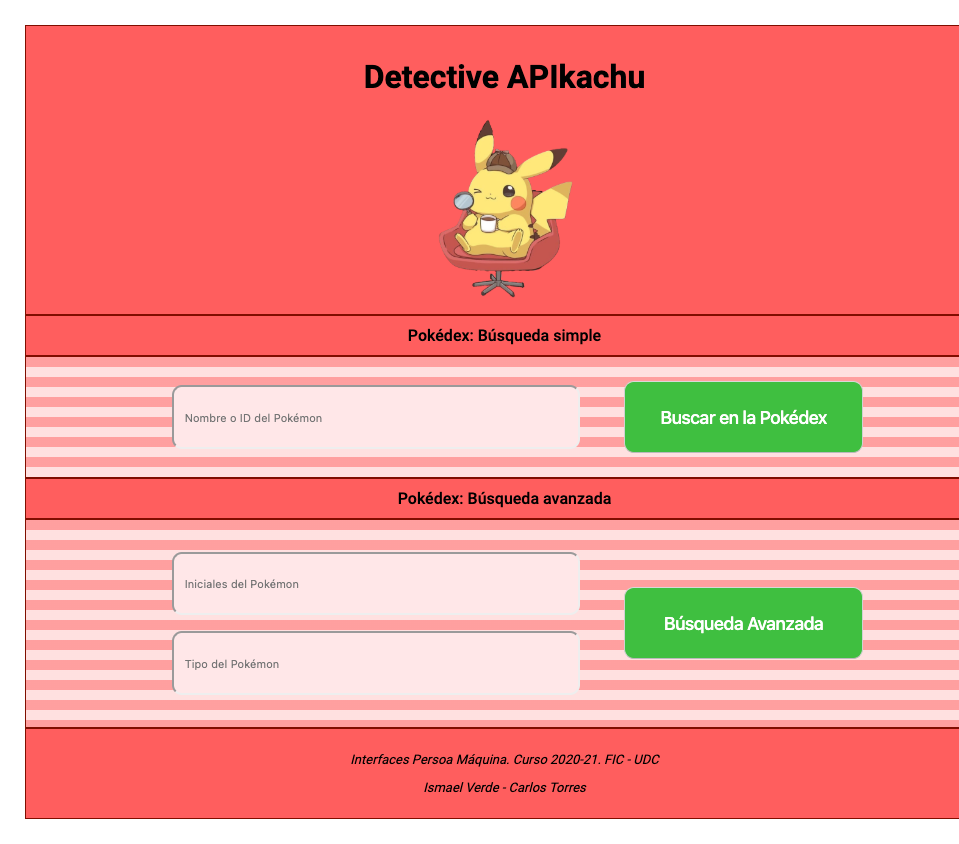 Detective APIkachu
Pokédex: Búsqueda simple
Nombre o ID del Pokémon
Buscar en la Pokédex
Pokédex: Búsqueda avanzada
Iniciales del Pokémon
Búsqueda Avanzada
Tipo del Pokémon
Interfaces Persoa Máquina. Curso 2020-21. FIC - UDC
Ismael Verde - Carlos Torres